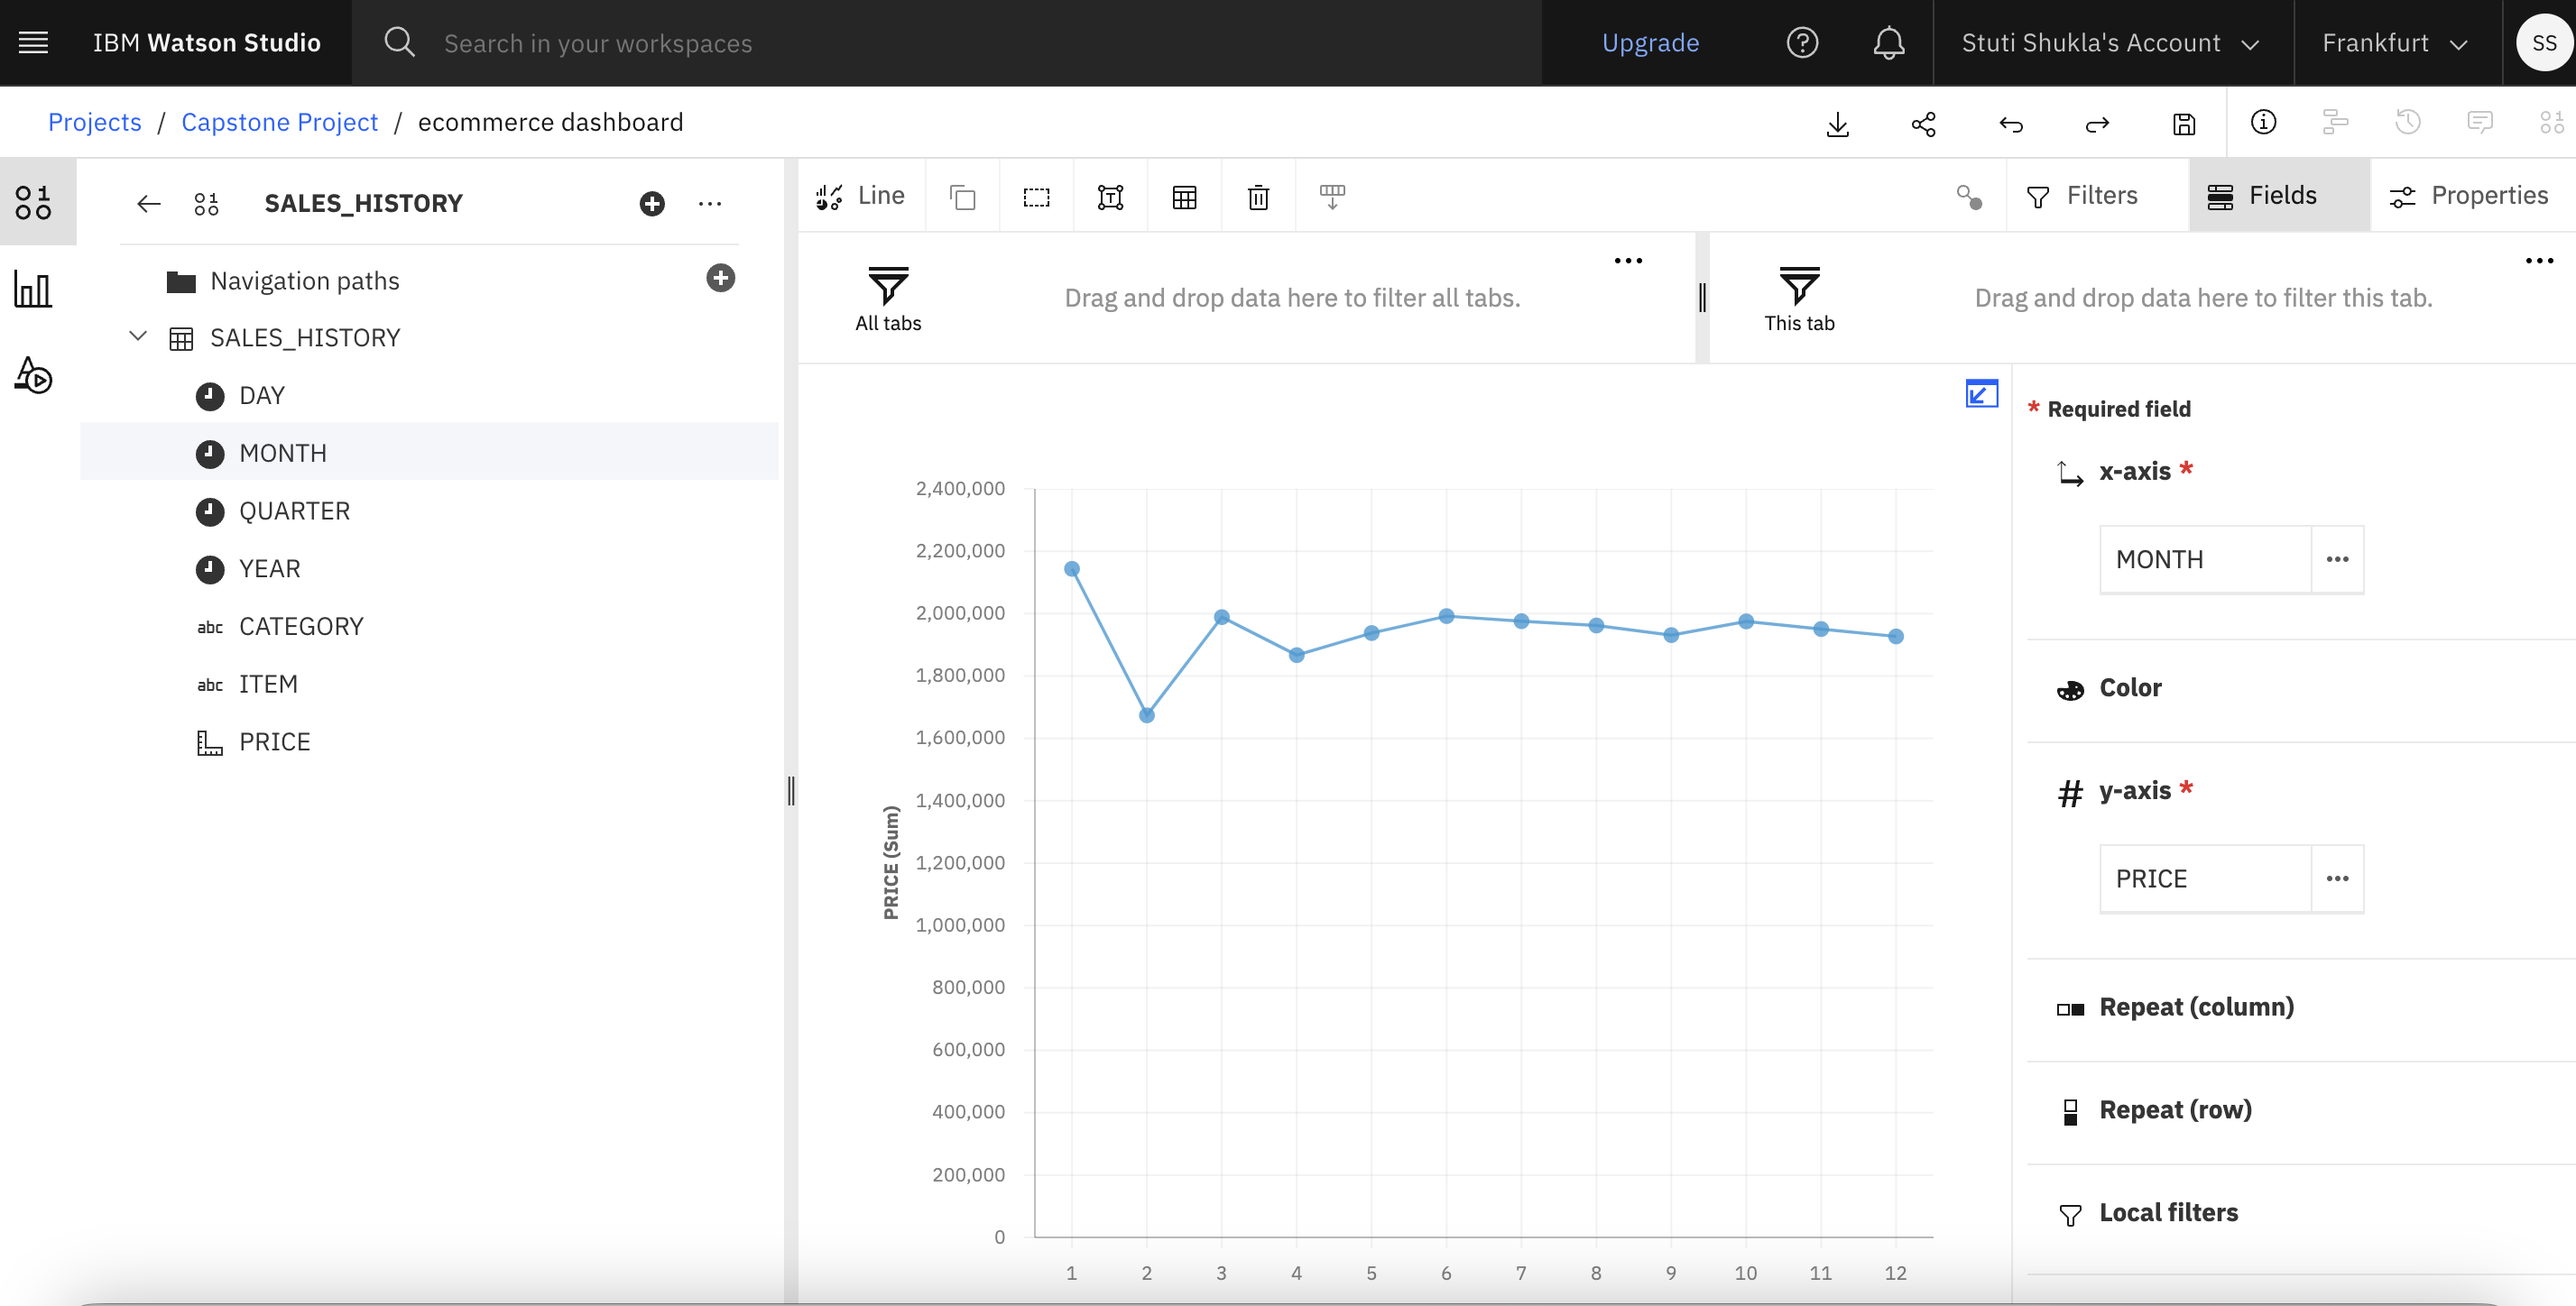 IBM Watson Studio
Search in your workspaces
Upgrade
Stuti Shukla's Account
Frankfurt
SS
Projects / Capstone Project / ecommerce dashboard
SALES_HISTORY
Navigation paths
SALES_HISTORY
DAY
MONTH
QUARTER
YEAR
abc CATEGORY
abc ITEM
PRICE
Line
Filters
Fields
Properties
All tabs
Drag and drop data here to filter all tabs.
This tab
Drag and drop data here to filter this tab.
PRICE (Sum)
2,400,000
2,200,000
2,000,000
1,800,000
1,600,000
1,400,000
1,200,000
1,000,000
800,000
600,000
400,000
200,000
0
1 2 3 4 5 6 7 8 9 10 11 12
* Required field
x-axis *
MONTH
Color
# y-axis *
PRICE
Repeat (column)
Repeat (row)
Local filters